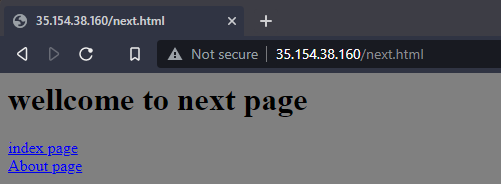 35.154.38.160/next.html
Not secure 35.154.38.160/next.html
wellcome to next page
index page
About page